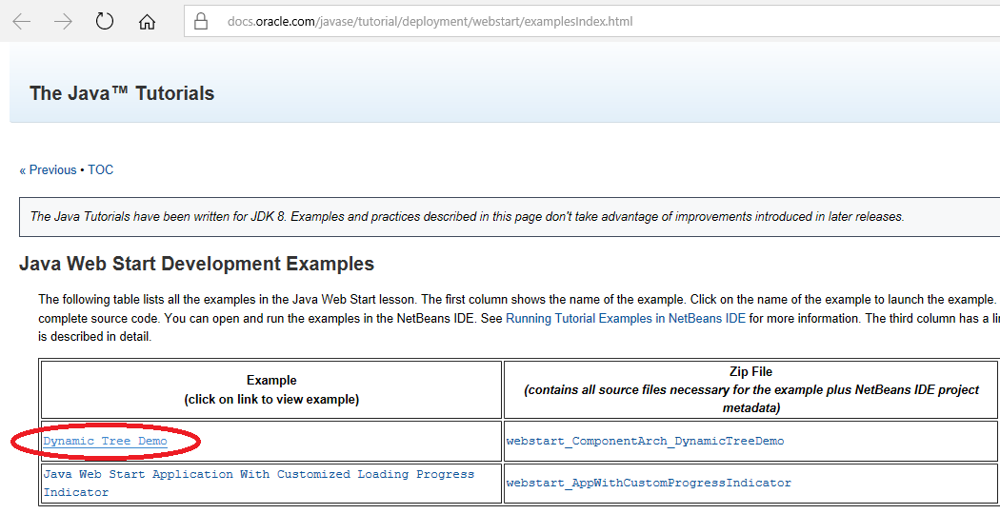 docs.oracle.com/javase/tutorial/deployment/webstart/examplesIndex.html
The Java™ Tutorials
« Previous • TOC
The Java Tutorials have been written for JDK 8. Examples and practices described in this page don't take advantage of improvements introduced in later releases.
Java Web Start Development Examples
The following table lists all the examples in the Java Web Start lesson. The first column shows the name of the example. Click on the name of the example to launch the example.
complete source code. You can open and run the examples in the NetBeans IDE. See Running Tutorial Examples in NetBeans IDE for more information. The third column has a
is described in detail.
Example
(click on link to view example)
Zip File
(contains all source files necessary for the example plus NetBeans IDE project
metadata)
Dynamic Tree Demo
webstart_ComponentArch_DynamicTreeDemo
Java Web Start Application With Customized Loading Progress
Indicator
webstart_AppWithCustomProgressIndicator